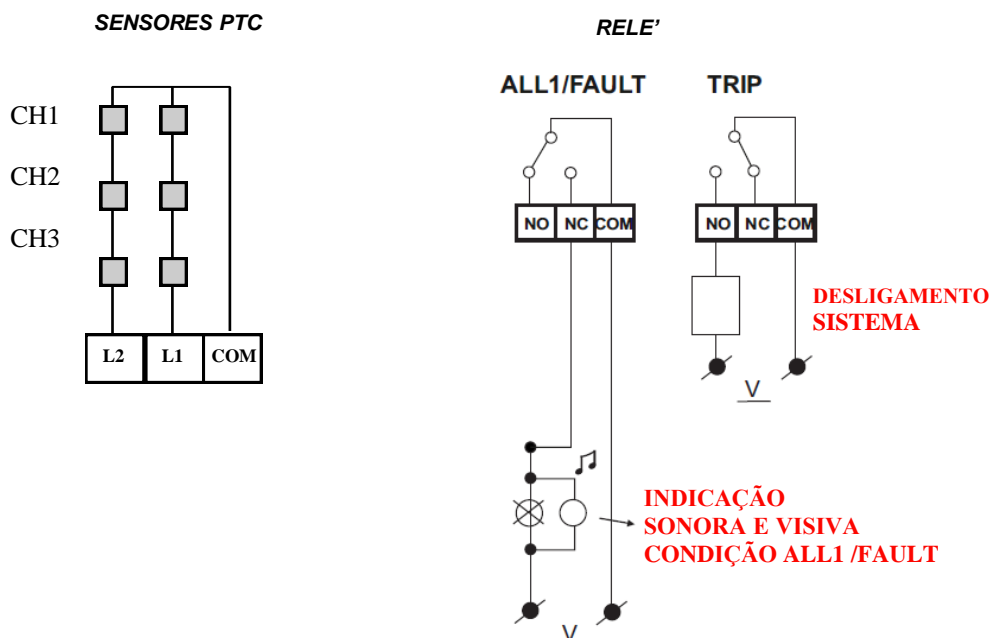 SENSORES PTC
CH1
CH2
CH3
L2 L1 COM
RELE’
ALL1/FAULT TRIP
NO NC COM
NO NC COM
DESLIGAMENTO
SISTEMA
V
INDICAÇÃO
SONORA E VISIVA
CONDIÇÃO ALL1 /FAULT
V